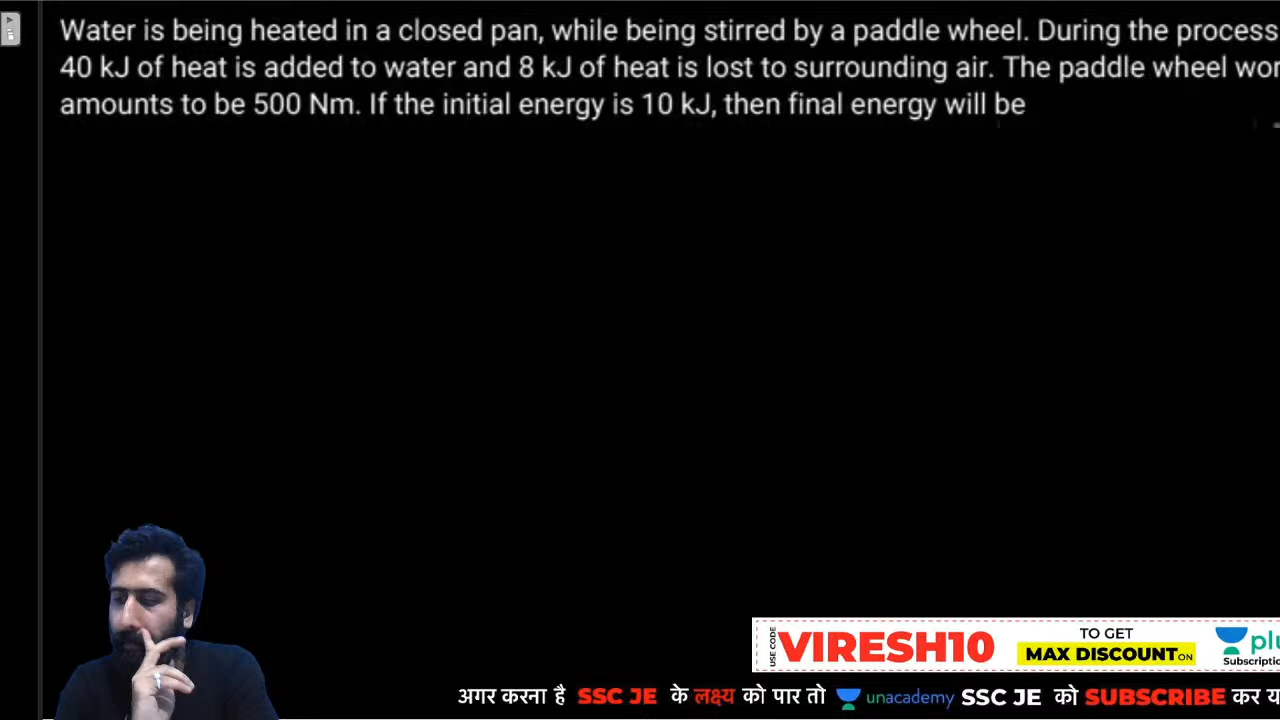 Water is being heated in a closed pan, while being stirred by a paddle wheel. During the process
40 kJ of heat is added to water and 8 kJ of heat is lost to surrounding air. The paddle wheel wor
amounts to be 500 Nm. If the initial energy is 10 kJ, then final energy will be
USE CODE
VIRESH10
TO GET
MAX DISCOUNT ON
plu
Subscriptio
अगर करना है SSC JE के लक्ष्य को पार तो unacademy SSC JE को SUBSCRIBE कर य